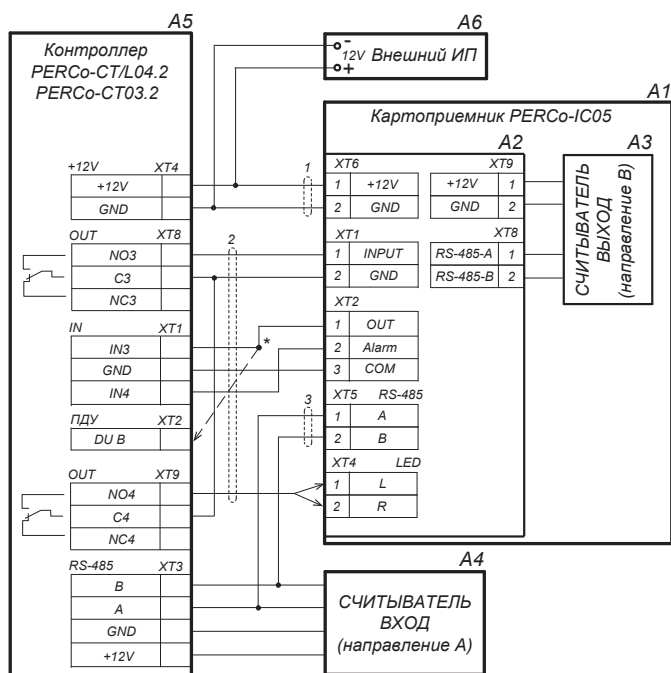 A5
Контроллер
PERCo-CT/L04.2
PERCo-CT03.2
+12V XT4
+12V
GND
OUT XT8
NO3
C3
NC3
IN XT1
IN3
GND
IN4
ПДУ XT2
DU B
OUT XT9
NO4
C4
NC4
RS-485 XT3
B
A
GND
+12V
1
2
*
3
A6
-
12V Внешний ИП
+
A1
Картоприемник PERCo-IC05
A2
XT6
1 +12V
2 GND
XT1
1 INPUT
2 GND
XT2
1 OUT
2 Alarm
3 COM
XT5 RS-485
1 A
2 B
XT4 LED
1 L
2 R
XT9
+12V 1
GND 2
XT8
RS-485-A 1
RS-485-B 2
A3
СЧИТЫВАТЕЛЬ
ВЫХОД
(направление B)
A4
СЧИТЫВАТЕЛЬ
ВХОД
(направление A)